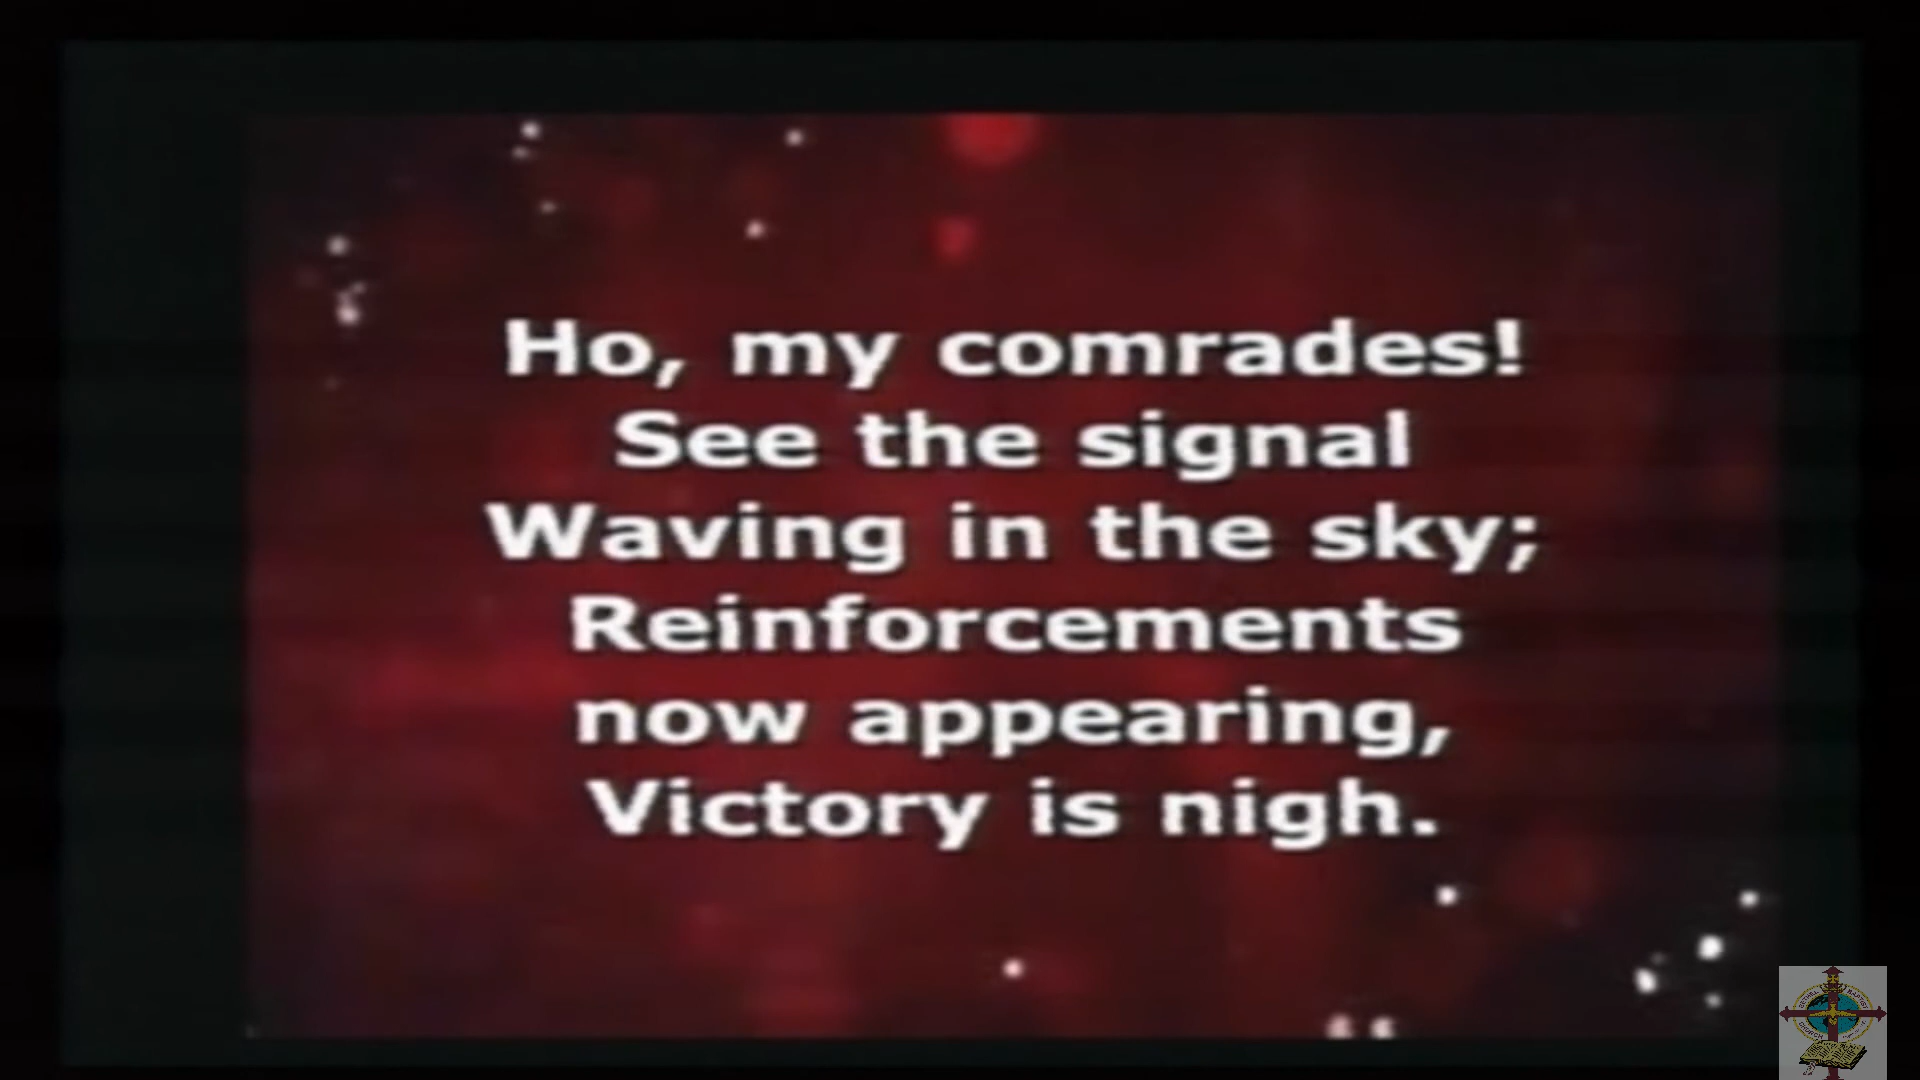 Ho, my comrades!
See the signal
Waving in the sky;
Reinforcements
now appearing,
Victory is nigh.